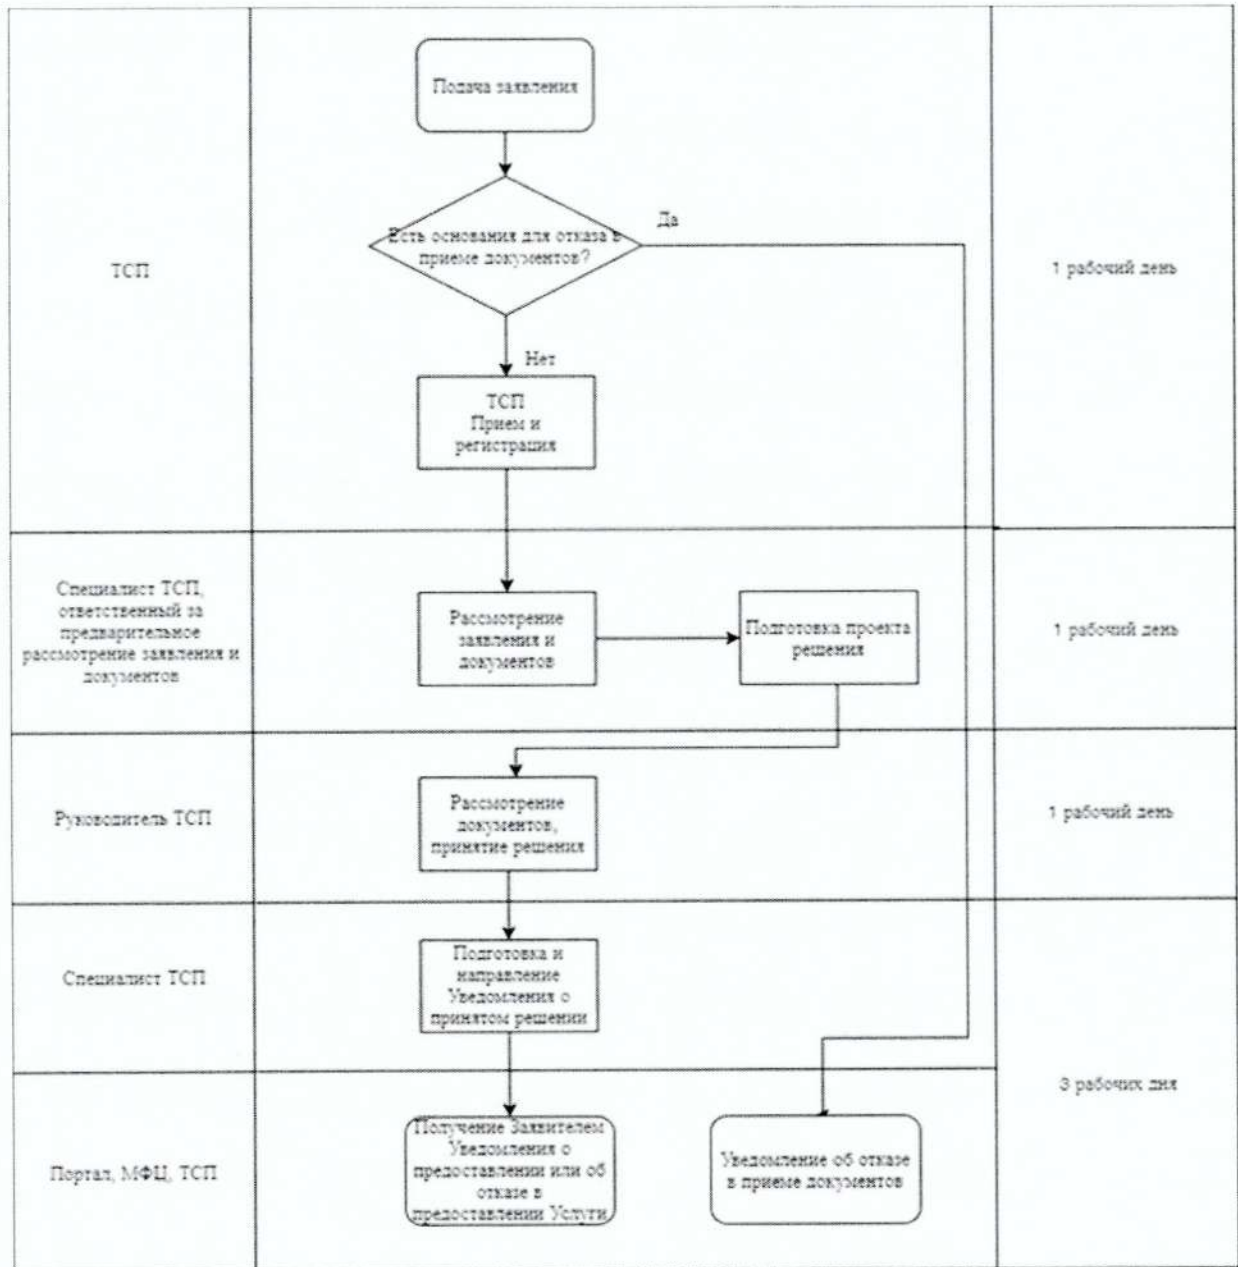 Подача заявления
Да
Есть основания для отказа в
приеме документов?
ТСП
1 рабочий день
Нет
ТСП
Прием и
регистрация
Специалист ТСП,
ответственный за
предварительное
рассмотрение заявления и
документов
Рассмотрение
заявления и
документов
Подготовка проекта
решения
1 рабочий день
Руководитель ТСП
Рассмотрение
документов,
принятие решения
1 рабочий день
Специалист ТСП
Подготовка и
направление
Уведомления о
принятом решении
3 рабочих дня
Портал, МФЦ, ТСП
Получение Заявителем
Уведомления о
предоставлении или об
отказе в
предоставлении Услуги
Уведомление об отказе
в приеме документов